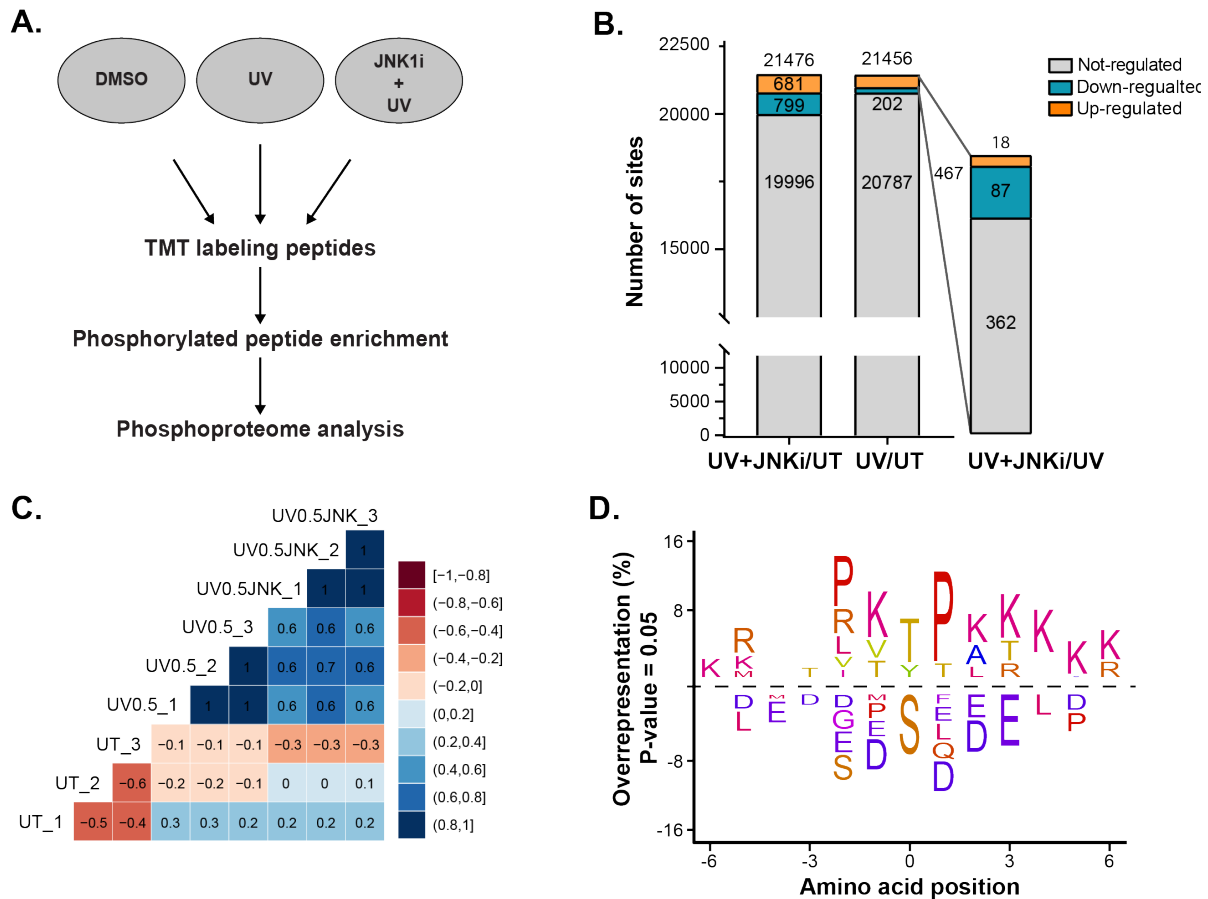 A.
DMSO
UV
JNK1i
+
UV
TMT labeling peptides
Phosphorylated peptide enrichment
Phosphoproteome analysis
B.
Number of sites
22500
20000
15000
10000
5000
0
21476
681
799
19996
21456
202
20787
467
18
87
362
Not-regulated
Down-regualtec
Up-regulated
UV+JNKi/UT
UV/UT
UV+JNKi/UV
C.
UV0.5JNK_3
UV0.5JNK_2 1
UV0.5JNK_1 1 1
UV0.5_3 0.6 0.6 0.6
UV0.5_2 1 0.6 0.7 0.6
UV0.5_1 1 1 0.6 0.6 0.6
UT_3 −0.1 −0.1 −0.1 −0.3 −0.3 −0.3
UT_2 −0.6 −0.2 −0.2 −0.1 0 0 0.1
UT_1 −0.5 −0.4 0.3 0.3 0.2 0.2 0.2 0.2
[−1,−0.8]
(−0.8,−0.6]
(−0.6,−0.4]
(−0.4,−0.2]
(−0.2,0]
(0,0.2]
(0.2,0.4]
(0.4,0.6]
(0.6,0.8]
(0.8,1]
D.
Overrepresentation (%)
P-value = 0.05
16
8
-8
-16
K
R
K
M
T
P
R
L
V
I
K
V
T
T
Y
P
T
K
A
L
K
T
R
K
K
K
R
D
L
M
E
D
D
G
E
S
M
P
E
D
S
F
E
L
Q
D
E
D
E
L
D
P
-6
-3
0
3
6
Amino acid position